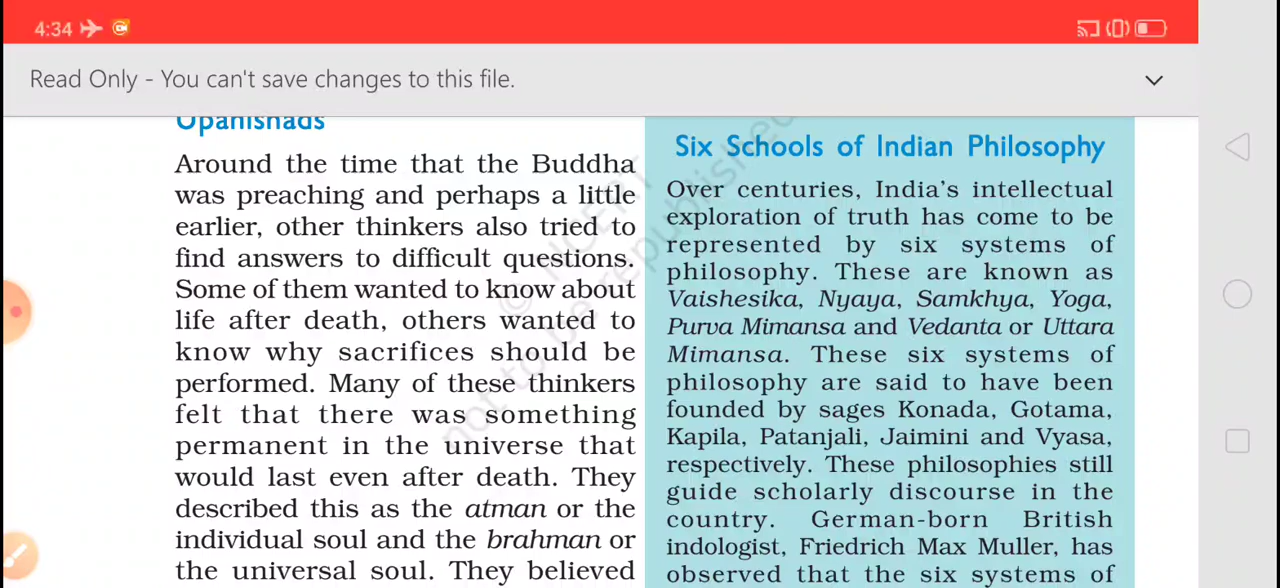 4:34
Read Only - You can't save changes to this file.
Upanishads
Around the time that the Buddha
was preaching and perhaps a little
earlier, other thinkers also tried to
find answers to difficult questions.
Some of them wanted to know about
life after death, others wanted to
know why sacrifices should be
performed. Many of these thinkers
felt that there was something
permanent in the universe that
would last even after death. They
described this as the atman or the
individual soul and the brahman or
the universal soul. They believed
Six Schools of Indian Philosophy
Over centuries, India's intellectual
exploration of truth has come to be
represented by six systems of
philosophy. These are known as
Vaishesika, Nyaya, Samkhya, Yoga,
Purva Mimansa and Vedanta or Uttara
Mimansa. These six systems of
philosophy are said to have been
founded by sages Konada, Gotama,
Kapila, Patanjali, Jaimini and Vyasa,
respectively. These philosophies still
guide scholarly discourse in the
country. German-born British
indologist, Friedrich Max Muller, has
observed that the six systems of
© NCERT
not to be republished